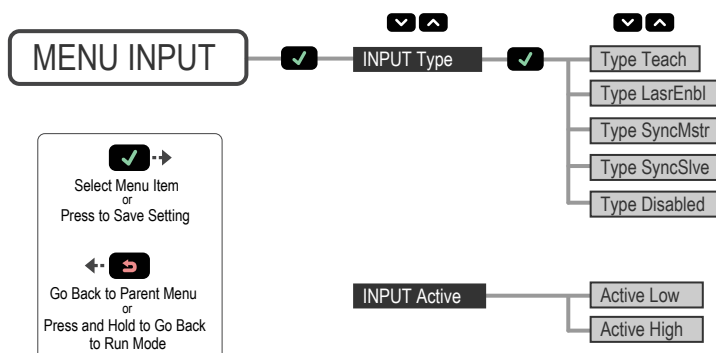 MENU INPUT
INPUT Type
Type Teach
Type LasrEnbl
Type SyncMstr
Type SyncSlve
Type Disabled
Select Menu Item
or
Press to Save Setting
Go Back to Parent Menu
or
Press and Hold to Go Back
to Run Mode
INPUT Active
Active Low
Active High